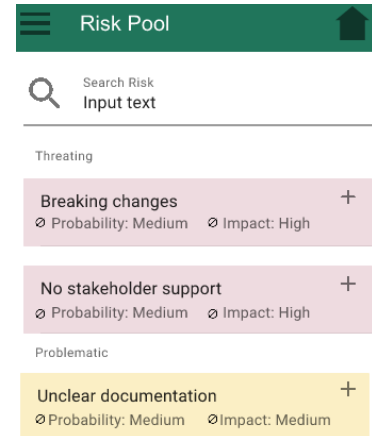 Risk Pool
Search Risk
Input text
Threating
Breaking changes
+
∅ Probability: Medium ∅ Impact: High
No stakeholder support
+
∅ Probability: Medium ∅ Impact: High
Problematic
Unclear documentation
+
∅ Probability: Medium ∅ Impact: Medium